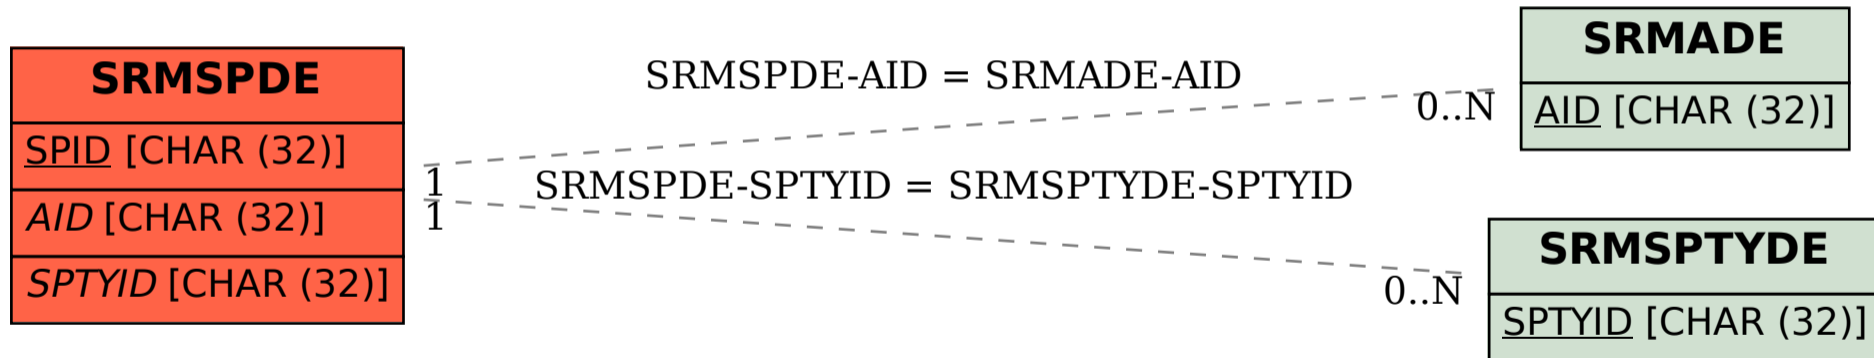 SRMSPDE
SPID [CHAR (32)]
AID [CHAR (32)]
SPTYID [CHAR (32)]
SRMSPDE-AID = SRMADE-AID
1
0..N
SRMSPDE-SPTYID = SRMSPTYDE-SPTYID
1
0..N
SRMADE
AID [CHAR (32)]
SRMSPTYDE
SPTYID [CHAR (32)]